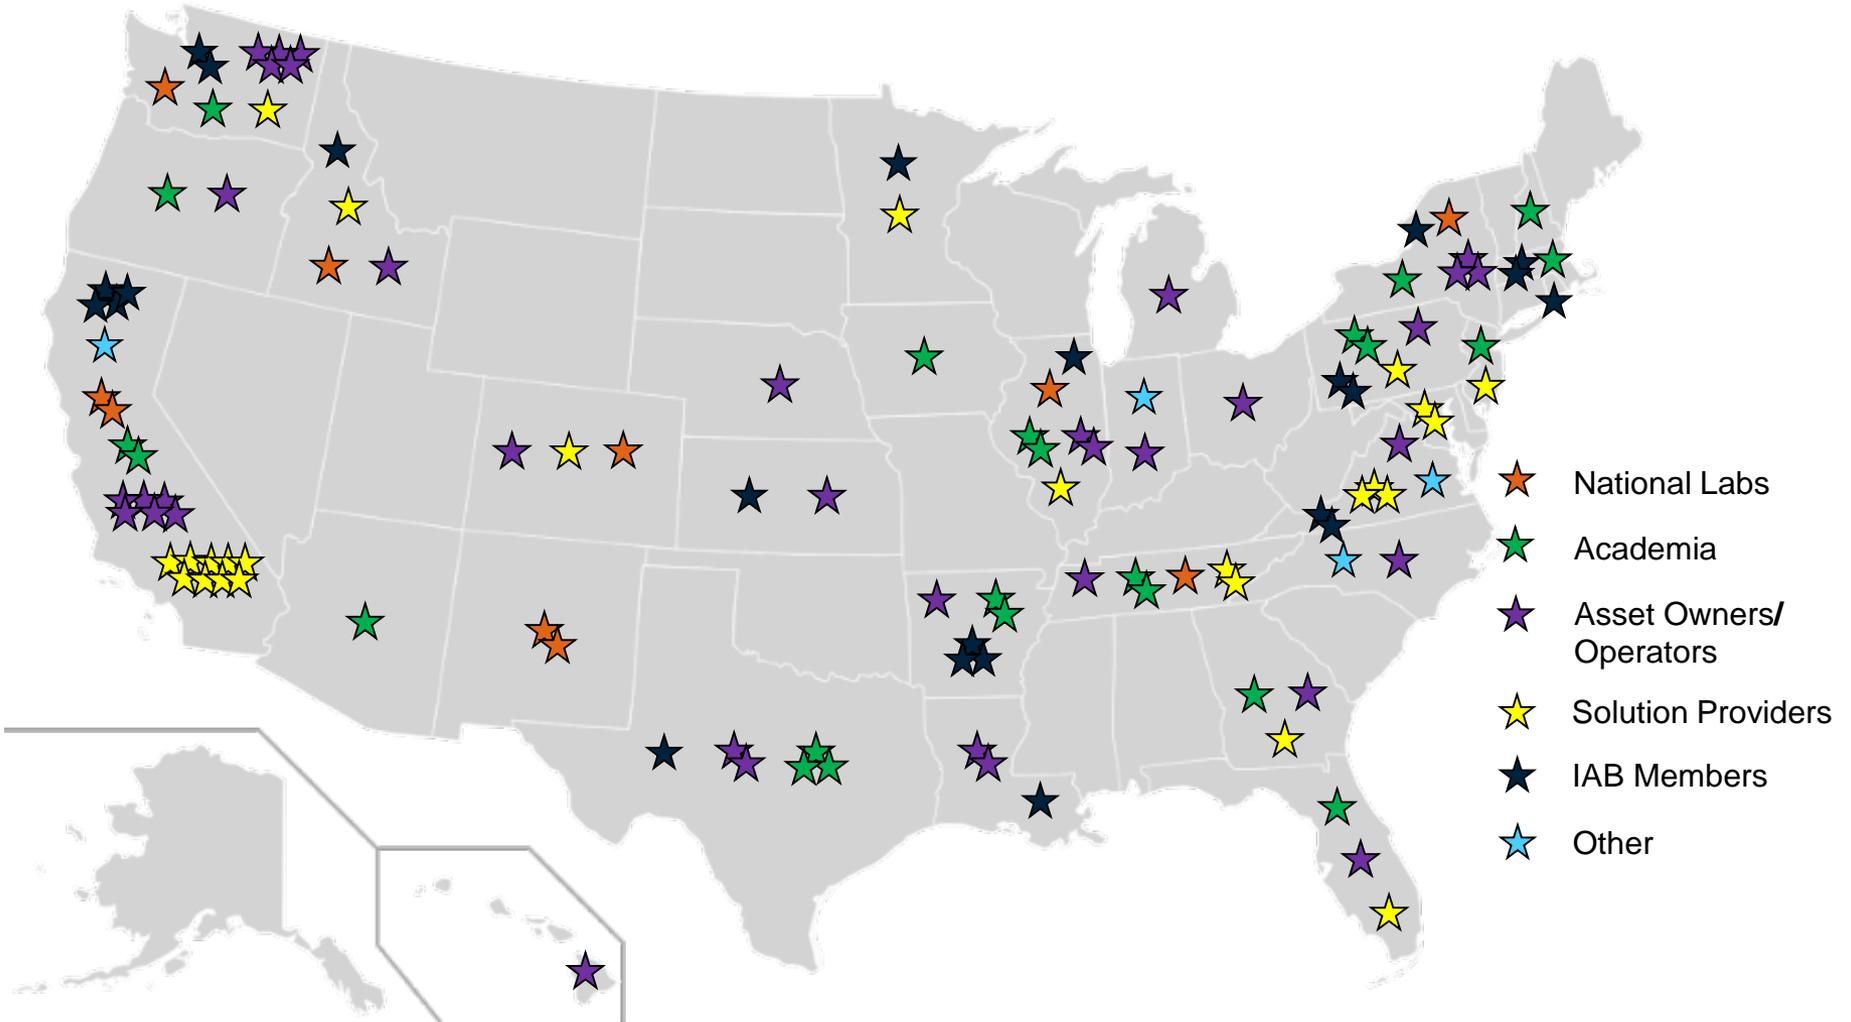 National Labs
Academia
Asset Owners/
Operators
Solution Providers
IAB Members
Other